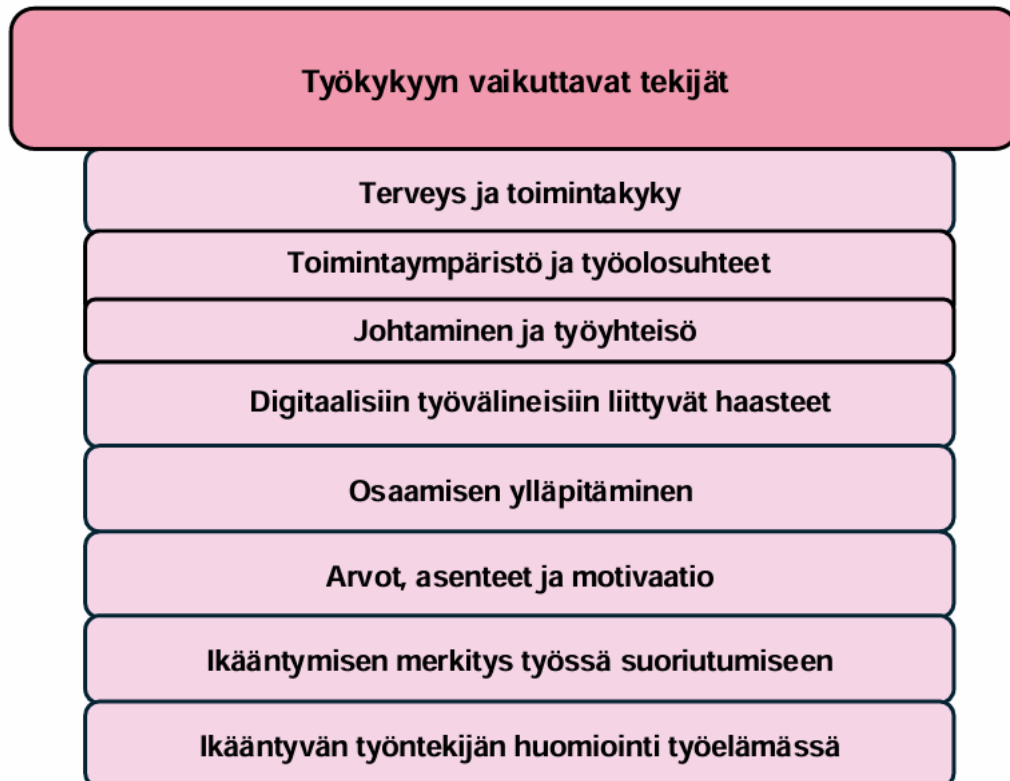 Työkykyyn vaikuttavat tekijät
Terveys ja toimintakyky
Toimintaympäristö ja työolosuhteet
Johtaminen ja työyhteisö
Digitaalisiin työvälineisiin liittyvät haasteet
Osaamisen ylläpitäminen
Arvot, asenteet ja motivaatio
Ikääntymisen merkitys työssä suoriutumiseen
Ikääntyvän työntekijän huomiointi työelämässä